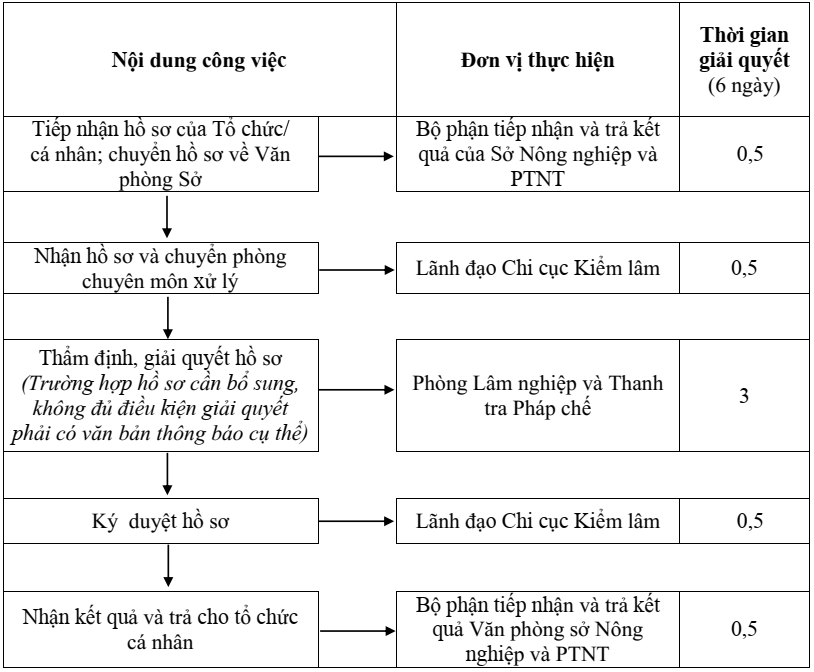 Nội dung công việc
Đơn vị thực hiện
Thời gian
giải quyết
(6 ngày)
Tiếp nhận hồ sơ của Tổ chức/
cá nhân; chuyển hồ sơ về Văn
phòng Sở
Bộ phận tiếp nhận và trả kết
quả của Sở Nông nghiệp và
PTNT
0,5
Nhận hồ sơ và chuyển phòng
chuyên môn xử lý
Lãnh đạo Chi cục Kiểm lâm
0,5
Thẩm định, giải quyết hồ sơ
(Trường hợp hồ sơ cần bổ sung,
không đủ điều kiện giải quyết
phải có văn bản thông báo cụ thể)
Phòng Lâm nghiệp và Thanh
tra Pháp chế
3
Ký duyệt hồ sơ
Lãnh đạo Chi cục Kiểm lâm
0,5
Nhận kết quả và trả cho tổ chức
cá nhân
Bộ phận tiếp nhận và trả kết
quả Văn phòng sở Nông
nghiệp và PTNT
0,5